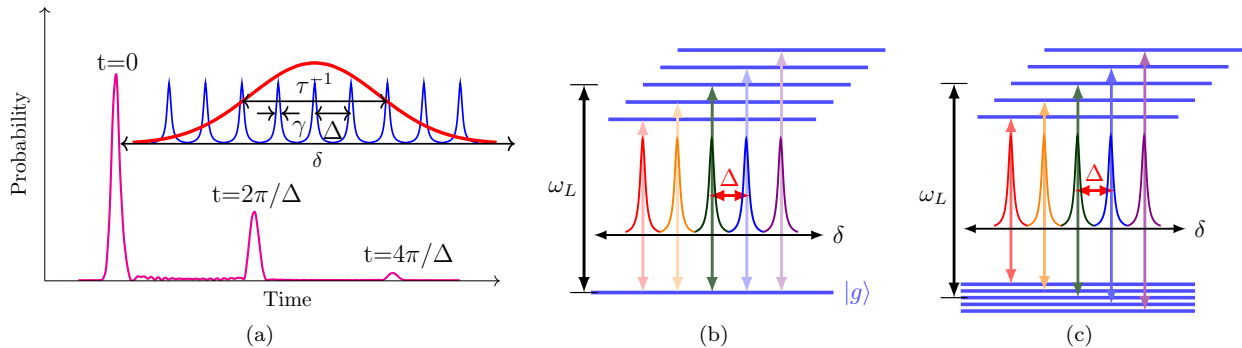 Probability
t=0
τ⁻¹
γ
Δ
δ
t=2π/Δ
t=4π/Δ
Time
(a)
ω_L
Δ
δ
|g⟩
(b)
ω_L
Δ
δ
(c)